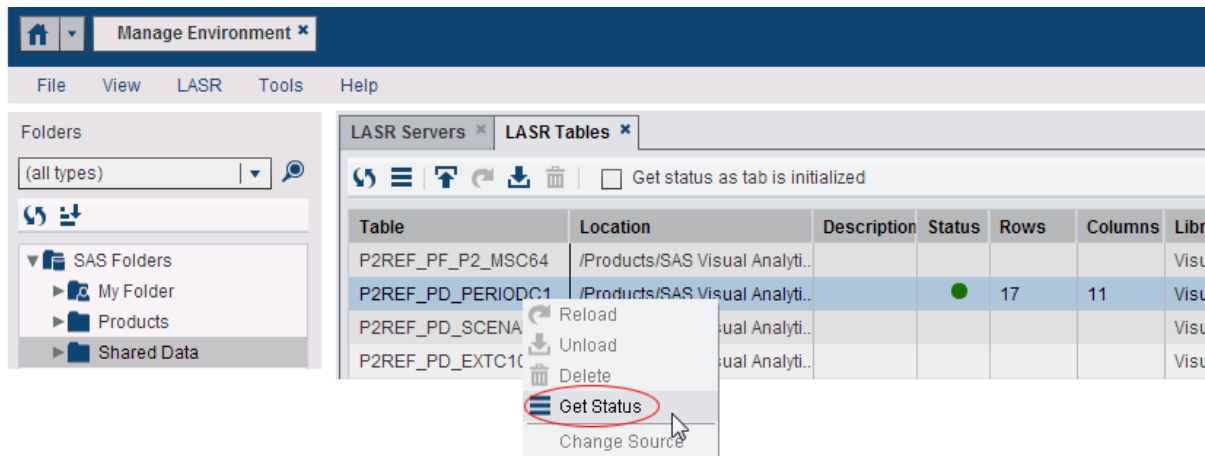 Manage Environment
File View LASR Tools Help
Folders
(all types)
SAS Folders
My Folder
Products
Shared Data
LASR Servers LASR Tables
Get status as tab is initialized
Table Location Description Status Rows Columns Libr
P2REF_PF_P2_MSC64 /Products/SAS Visual Analyti.. Visu
P2REF_PD_PERIODC1 /Products/SAS Visual Analyti.. 17 11 Visu
P2REF_PD_SCENA ual Analyti.. Visu
P2REF_PD_EXTC10 ual Analyti.. Visu
Reload
Unload
Delete
Get Status
Change Source